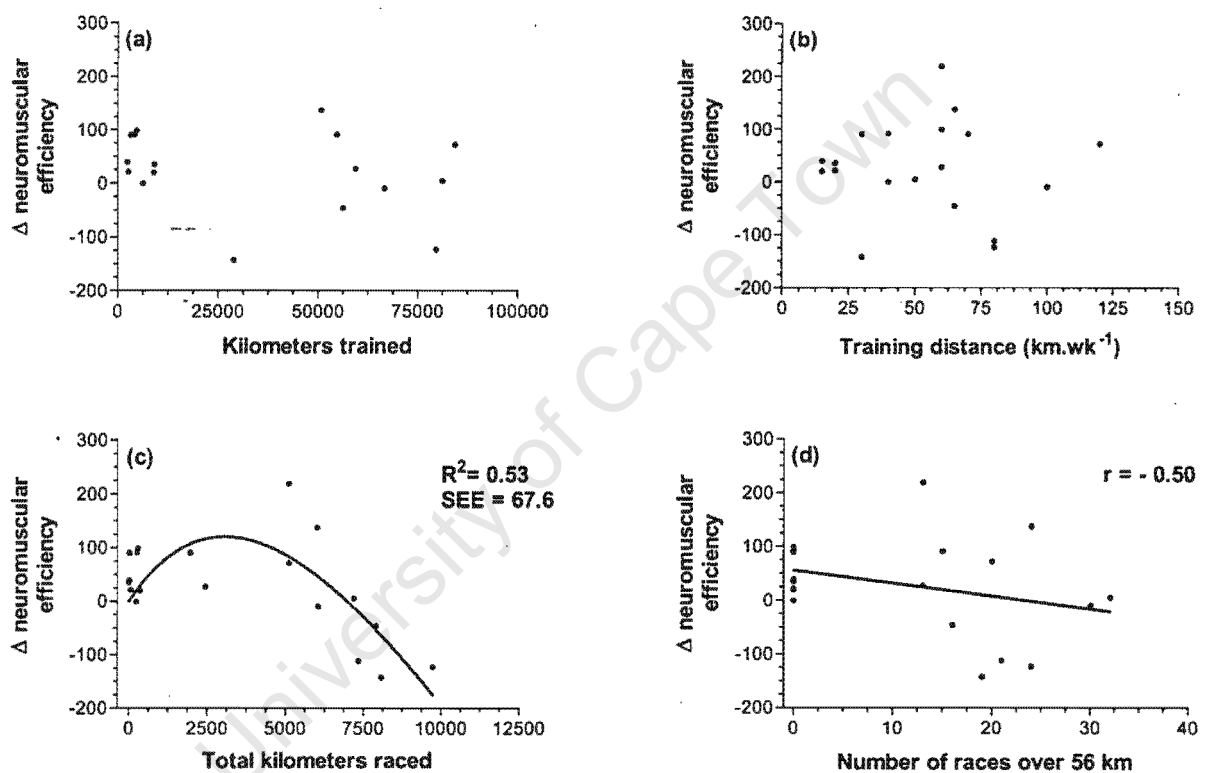 (a)
300
200
100
0
-100
-200
Δ neuromuscular
efficiency
0 25000 50000 75000 100000
Kilometers trained
(b)
300
200
100
0
-100
-200
Δ neuromuscular
efficiency
0 25 50 75 100 125 150
Training distance (km.wk⁻¹)
(c)
300
200
100
0
-100
-200
Δ neuromuscular
efficiency
R²= 0.53
SEE = 67.6
0 2500 5000 7500 10000 12500
Total kilometers raced
(d)
300
200
100
0
-100
-200
Δ neuromuscular
efficiency
r = - 0.50
0 10 20 30 40
Number of races over 56 km
University of Cape Town